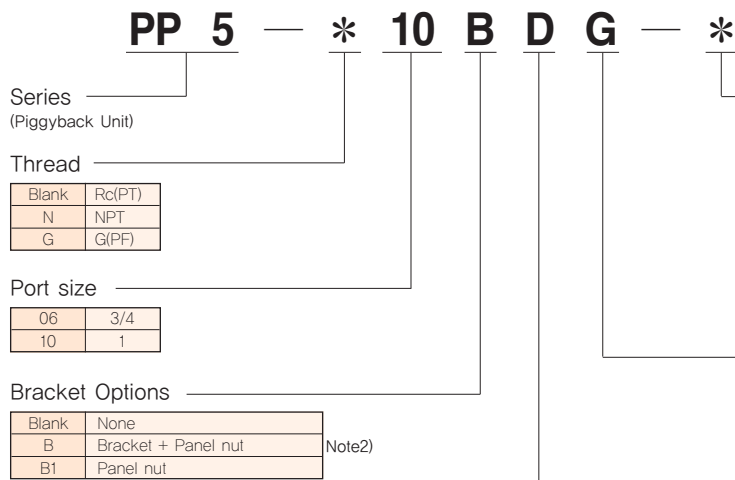 PP 5 — * 10 B D G — *
Series
(Piggyback Unit)
Thread
Blank Rc(PT)
N NPT
G G(PF)
Port size
06 3/4
10 1
Bracket Options
Blank None
B Bracket + Panel nut Note2)
B1 Panel nut